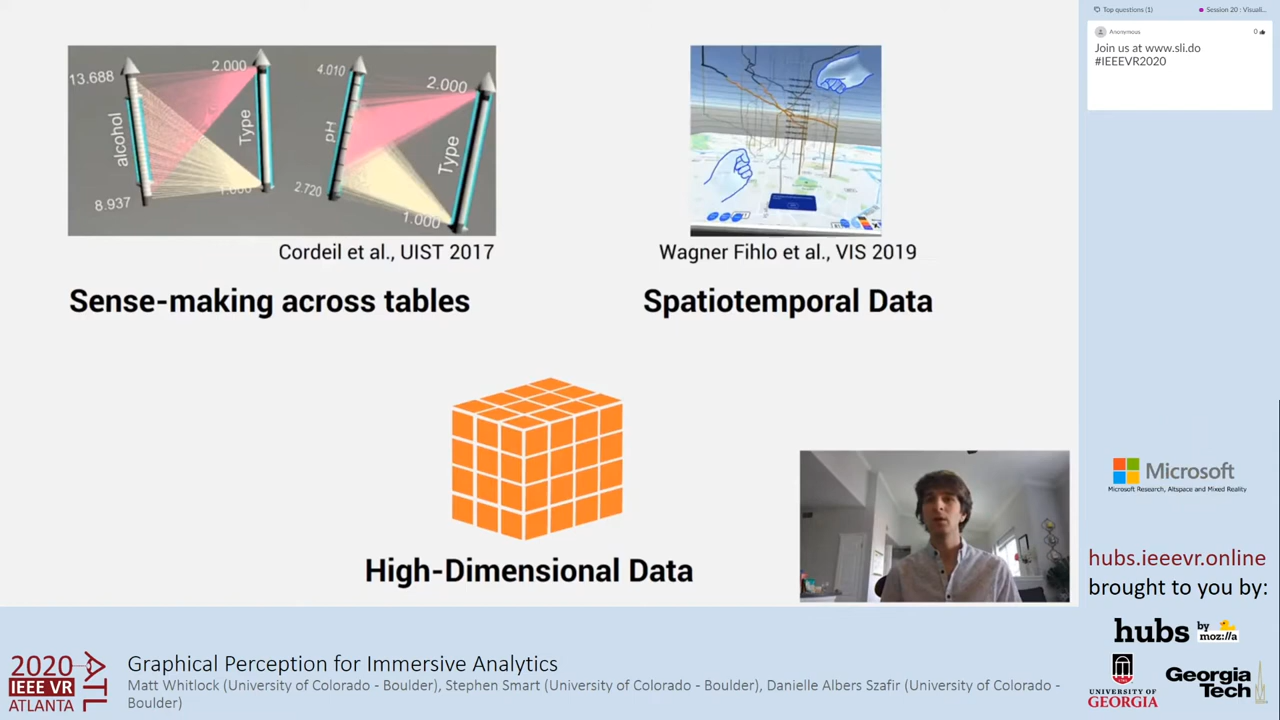 13.688
2.000
alcohol
Type
8.937
1.000
4.010
2.000
pH
Type
2.720
1.000
Cordeil et al., UIST 2017
Wagner Fihlo et al., VIS 2019
Sense-making across tables
Spatiotemporal Data
High-Dimensional Data
Top questions (1)
Session 20 : Visuali...
Anonymous
0
Join us at www.sli.do
#IEEEVR2020
Microsoft
Microsoft Research, Altspace and Mixed Reality
hubs.ieeevr.online
brought to you by:
hubs by moz://a
UNIVERSITY OF
GEORGIA
Georgia
Tech
2020
IEEE VR
ATLANTA
ATL
Graphical Perception for Immersive Analytics
Matt Whitlock (University of Colorado - Boulder), Stephen Smart (University of Colorado - Boulder), Danielle Albers Szafir (University of Colorado -
Boulder)